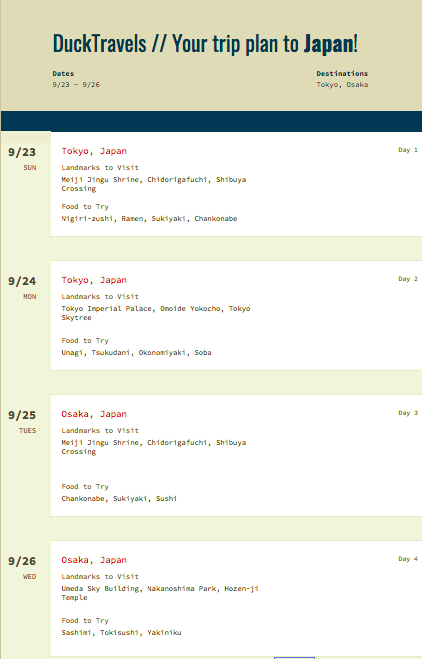 DuckTravels // Your trip plan to Japan!
Dates
Destinations
9/23 - 9/26
Tokyo, Osaka
9/23
SUN
Tokyo, Japan
Day 1
Landmarks to Visit
Meiji Jingu Shrine, Chidorigafuchi, Shibuya
Crossing
Food to Try
Nigiri-zushi, Ramen, Sukiyaki, Chankonabe
9/24
MON
Tokyo, Japan
Day 2
Landmarks to Visit
Tokyo Imperial Palace, Omoide Yokocho, Tokyo
Skytree
Food to Try
Unagi, Tsukudani, Okonomiyaki, Soba
9/25
TUES
Osaka, Japan
Day 3
Landmarks to Visit
Meiji Jingu Shrine, Chidorigafuchi, Shibuya
Crossing
Food to Try
Chankonabe, Sukiyaki, Sushi
9/26
WED
Osaka, Japan
Day 4
Landmarks to Visit
Umeda Sky Building, Nakanoshima Park, Hozen-ji
Temple
Food to Try
Sashimi, Tokisushi, Yakiniku